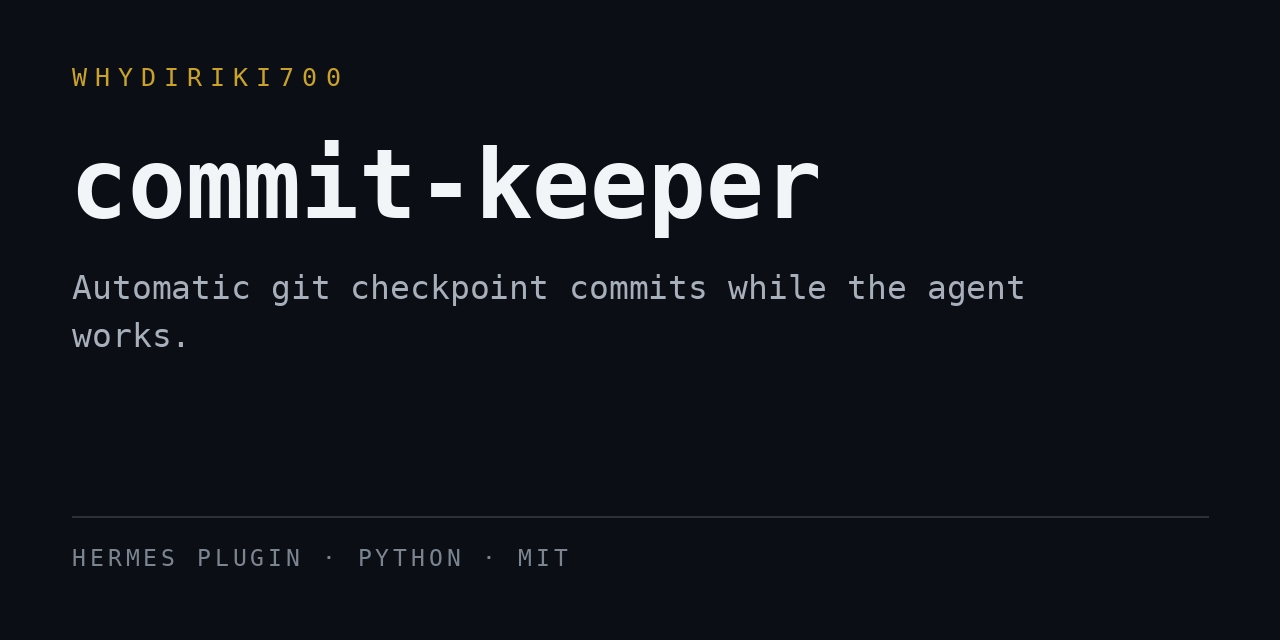 WHYDIRIKI700
commit-keeper
Automatic git checkpoint commits while the agent
works.
HERMES PLUGIN · PYTHON · MIT